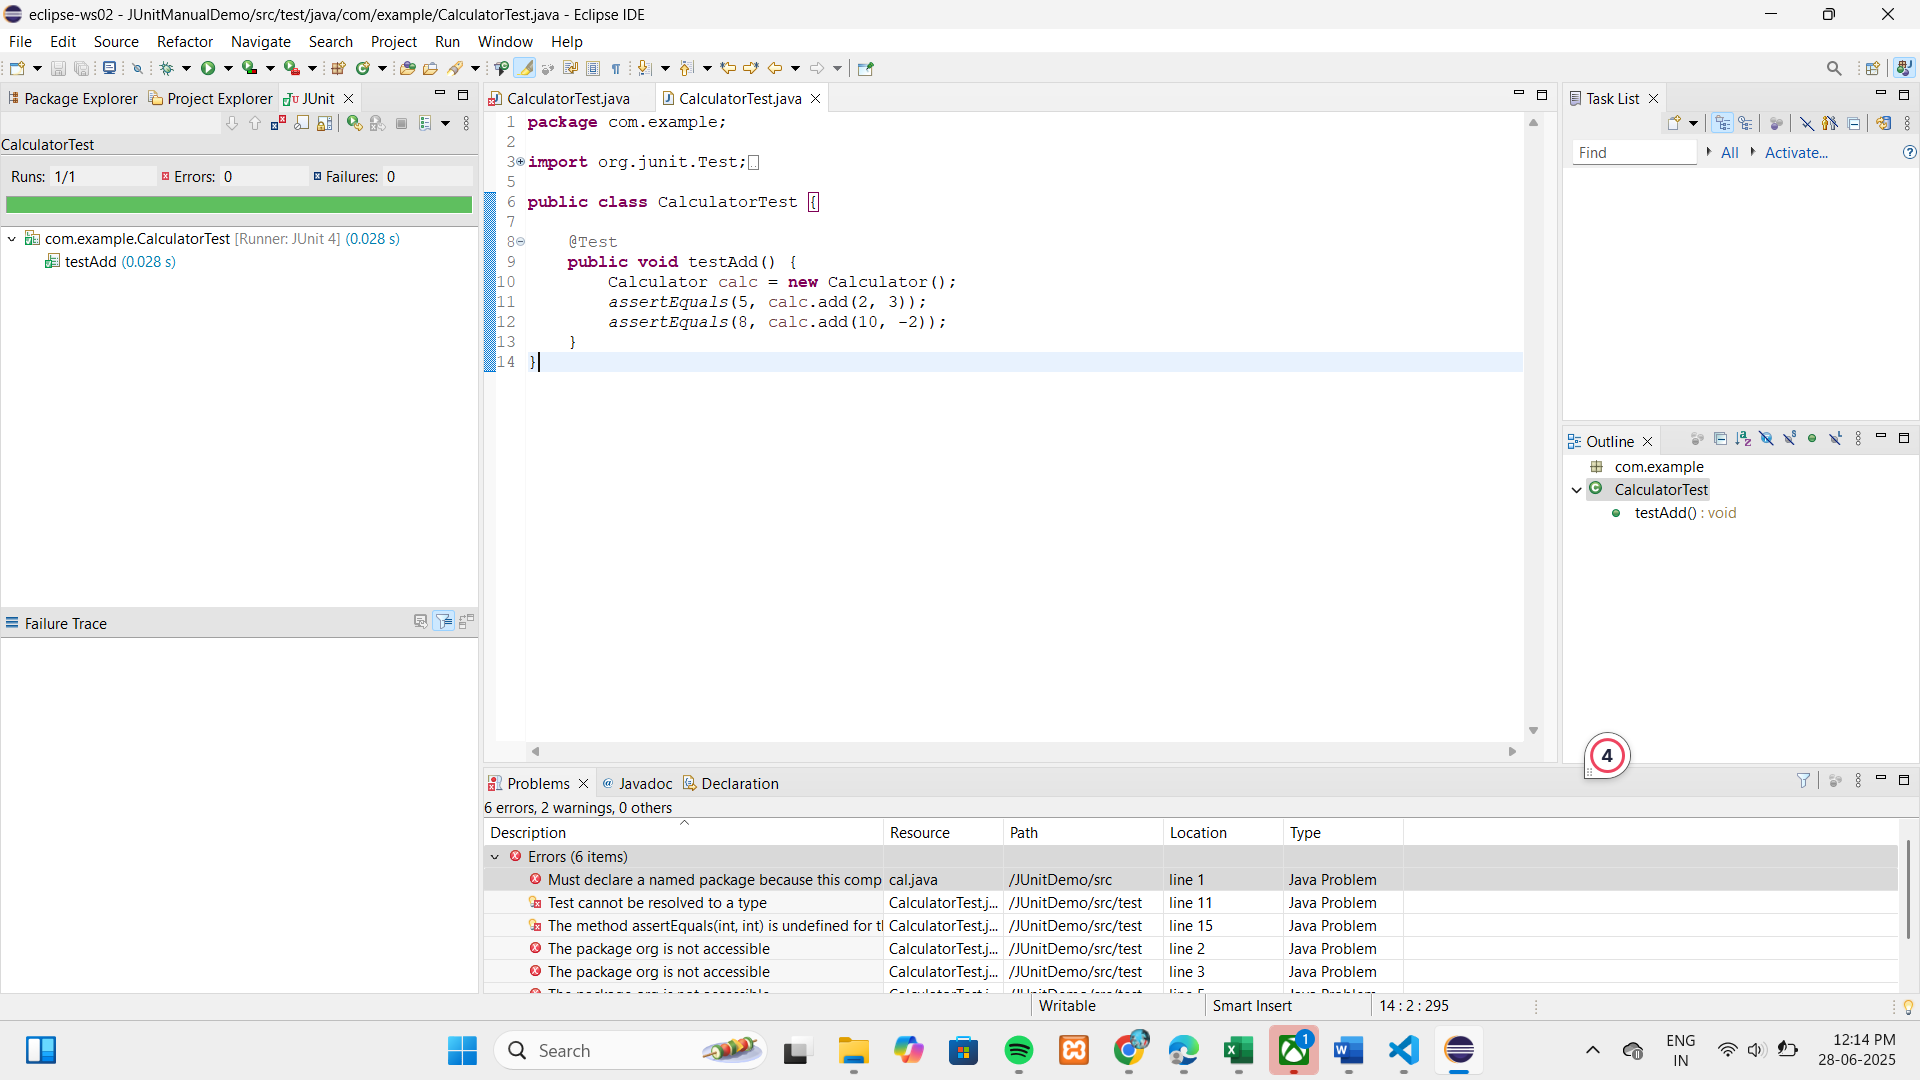 eclipse-ws02 - JUnitManualDemo/src/test/java/com/example/CalculatorTest.java - Eclipse IDE
File Edit Source Refactor Navigate Search Project Run Window Help
Package Explorer Project Explorer JUnit
CalculatorTest
Runs: 1/1 Errors: 0 Failures: 0
com.example.CalculatorTest [Runner: JUnit 4] (0.028 s)
testAdd (0.028 s)
Failure Trace
CalculatorTest.java CalculatorTest.java
1 package com.example;
2
3 import org.junit.Test;
5
6 public class CalculatorTest {
7
8 @Test
9 public void testAdd() {
10 Calculator calc = new Calculator();
11 assertEquals(5, calc.add(2, 3));
12 assertEquals(8, calc.add(10, -2));
13 }
14 }
Task List
Find All Activate...
Outline
com.example
CalculatorTest
testAdd() : void
4
Problems Javadoc Declaration
6 errors, 2 warnings, 0 others
Description Resource Path Location Type
Errors (6 items)
Must declare a named package because this comp cal.java /JUnitDemo/src line 1 Java Problem
Test cannot be resolved to a type CalculatorTest.j... /JUnitDemo/src/test line 11 Java Problem
The method assertEquals(int, int) is undefined for tl CalculatorTest.j... /JUnitDemo/src/test line 15 Java Problem
The package org is not accessible CalculatorTest.j... /JUnitDemo/src/test line 2 Java Problem
The package org is not accessible CalculatorTest.j... /JUnitDemo/src/test line 3 Java Problem
Writable Smart Insert 14 : 2 : 295
Search
1
ENG
IN
12:14 PM
28-06-2025